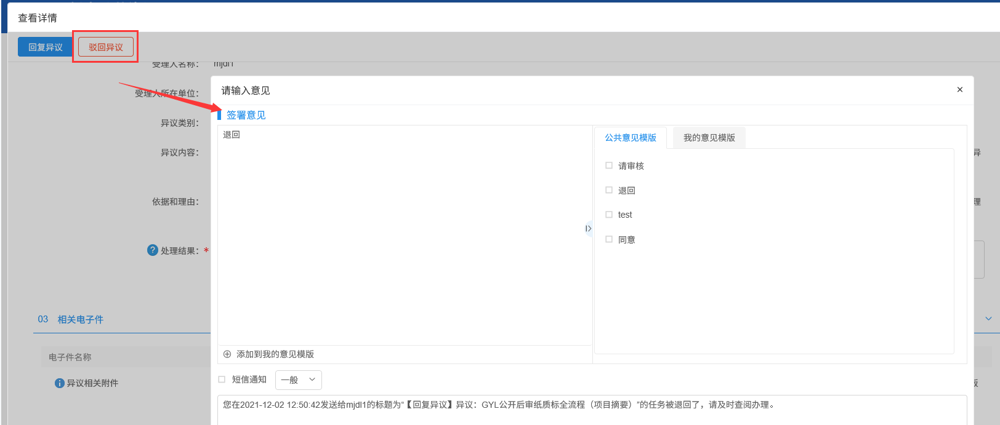 查看详情
回复异议 驳回异议
受理人名称： mjdl1
受理人所在单位：
异议类别：
异议内容：
异
依据和理由：
理
? 处理结果：*
03 相关电子件
电子件名称
异议相关附件
请输入意见 ×
签署意见
退回
公共意见模版 我的意见模版
请审核
退回
test
同意
添加到我的意见模版
短信通知 一般
您在2021-12-02 12:50:42发送给mjdl1的标题为“【回复异议】异议：GYL公开后审纸质标全流程（项目摘要）”的任务被退回了，请及时查阅办理。